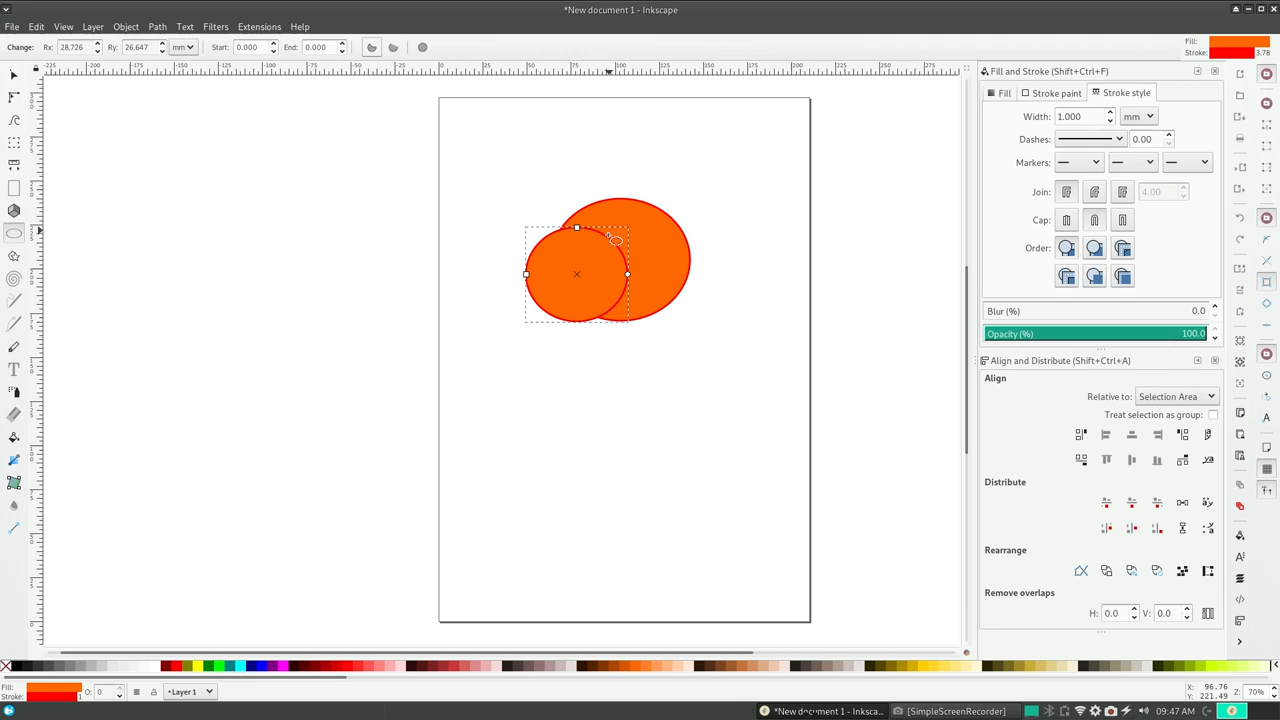 *New document 1 - Inkscape
File Edit View Layer Object Path Text Filters Extensions Help
Change: Rx: 28.726 Ry: 26.647 mm Start: 0.000 End: 0.000
Fill:
Stroke: 3.78
Fill and Stroke (Shift+Ctrl+F)
Fill Stroke paint Stroke style
Width: 1.000 mm
Dashes: 0.00
Markers:
Join: 4.00
Cap:
Order:
Blur (%) 0.0
Opacity (%) 100.0
Align and Distribute (Shift+Ctrl+A)
Align
Relative to: Selection Area
Treat selection as group:
Distribute
Rearrange
Remove overlaps
H: 0.0 V: 0.0
Fill:
Stroke: 1
O: 0
•Layer 1
X: 96.76
Y: 221.49
Z: 70%
*New document 1 - Inksca...
[SimpleScreenRecorder]
09:47 AM